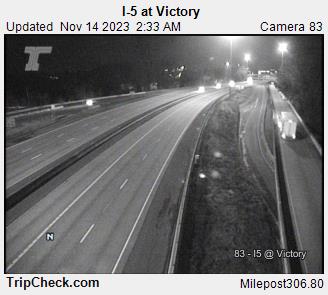 I-5 at Victory
Updated Nov 14 2023 2:33 AM Camera 83
T
N
83 - I5 @ Victory
TripCheck.com Milepost306.80